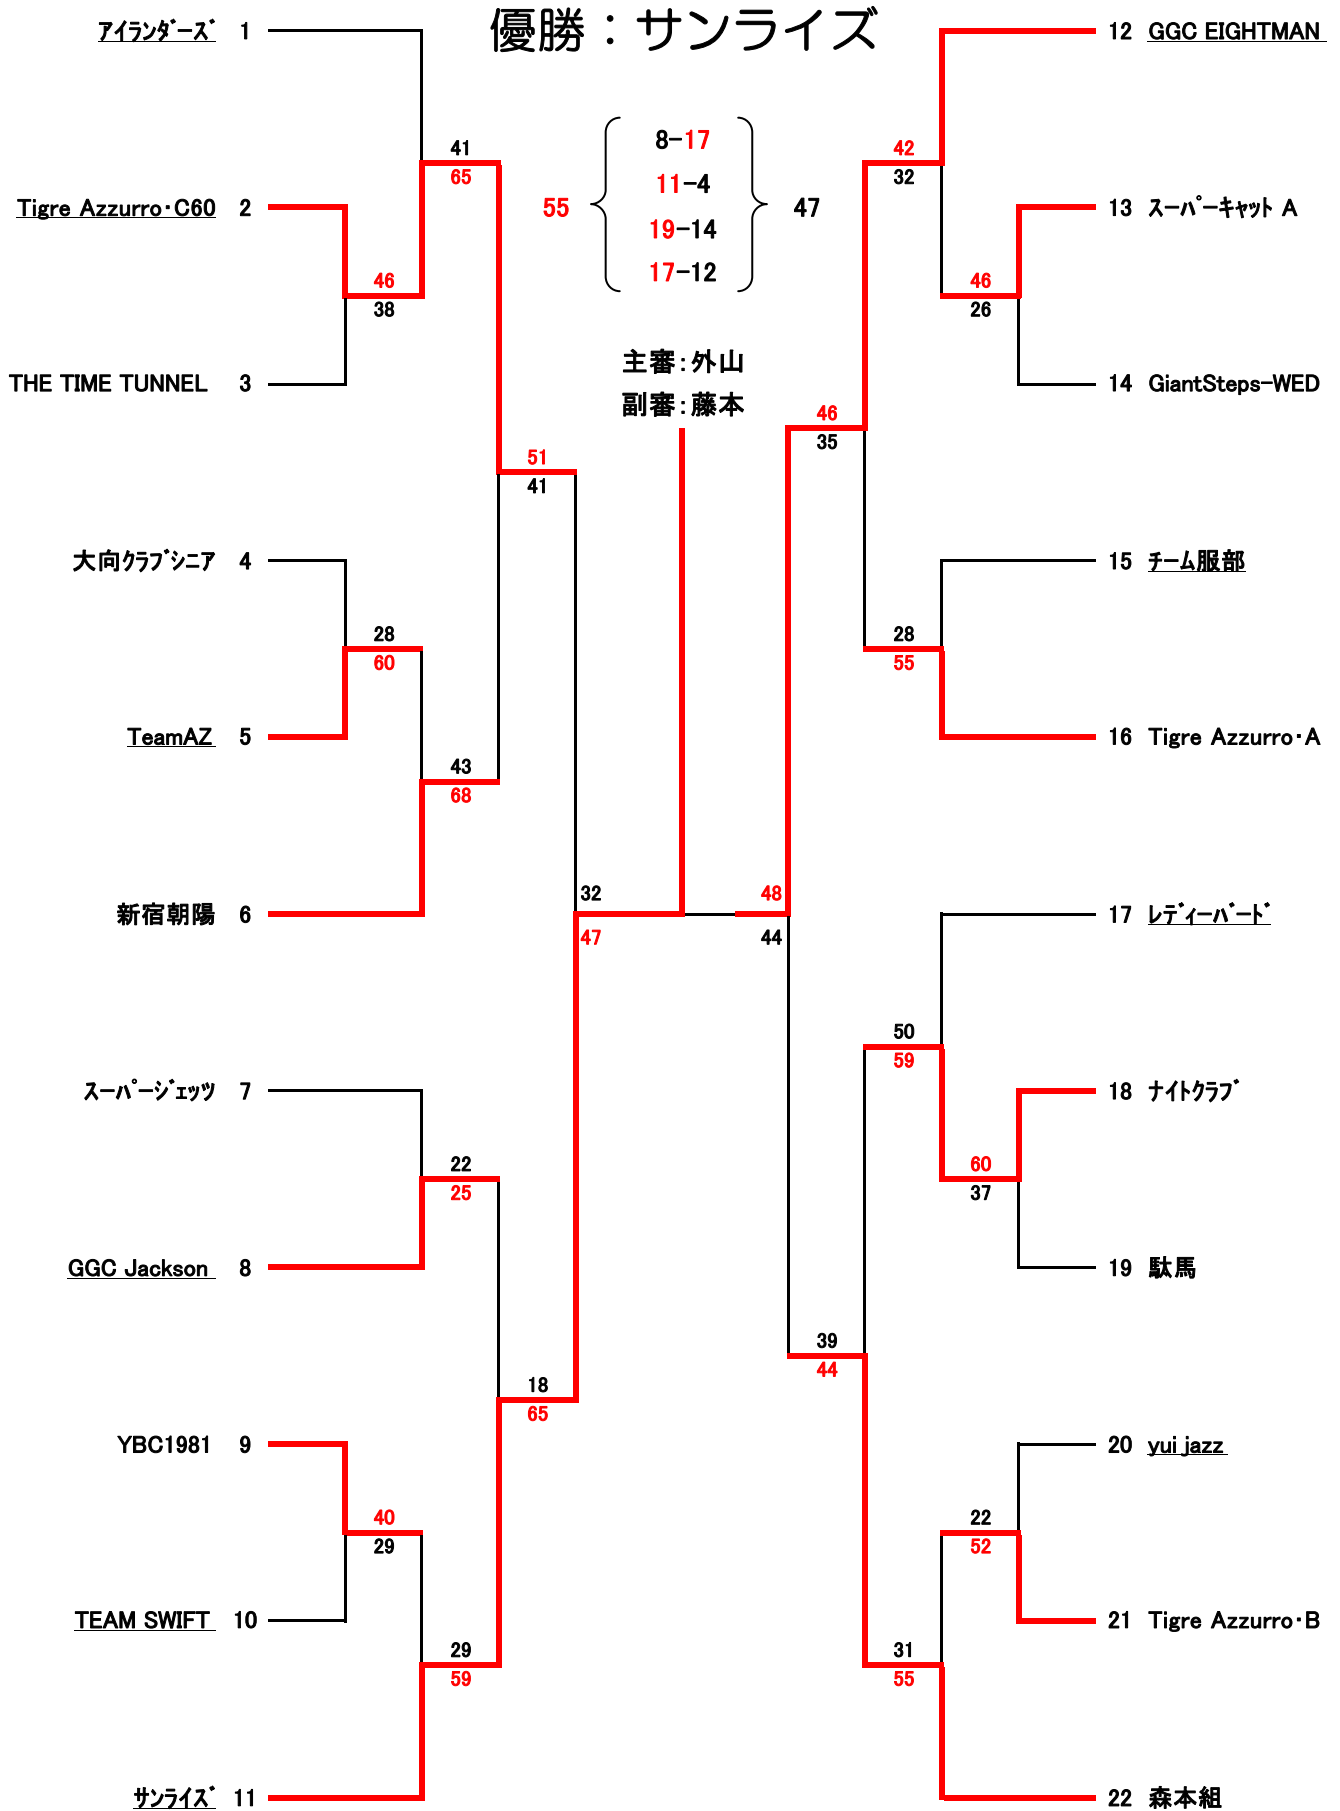 優勝：サンライズ
アイランダーズ 1
12 GGC EIGHTMAN
8-17
41
65
42
32
11-4
Tigre Azzurro・C60 2
55
47
13 スーパーキャット A
19-14
17-12
46
38
46
26
主審：外山
THE TIME TUNNEL 3
14 GiantSteps-WED
副審：藤本
46
35
51
41
大向クラブシニア 4
15 チーム服部
28
60
28
55
TeamAZ 5
16 Tigre Azzurro・A
43
68
32
47
48
44
新宿朝陽 6
17 レディーバード
50
59
スーパージェッツ 7
18 ナイトクラブ
22
25
60
37
GGC Jackson 8
19 駄馬
39
44
18
65
YBC1981 9
20 yui jazz
40
29
22
52
TEAM SWIFT 10
21 Tigre Azzurro・B
29
59
31
55
サンライズ 11
22 森本組